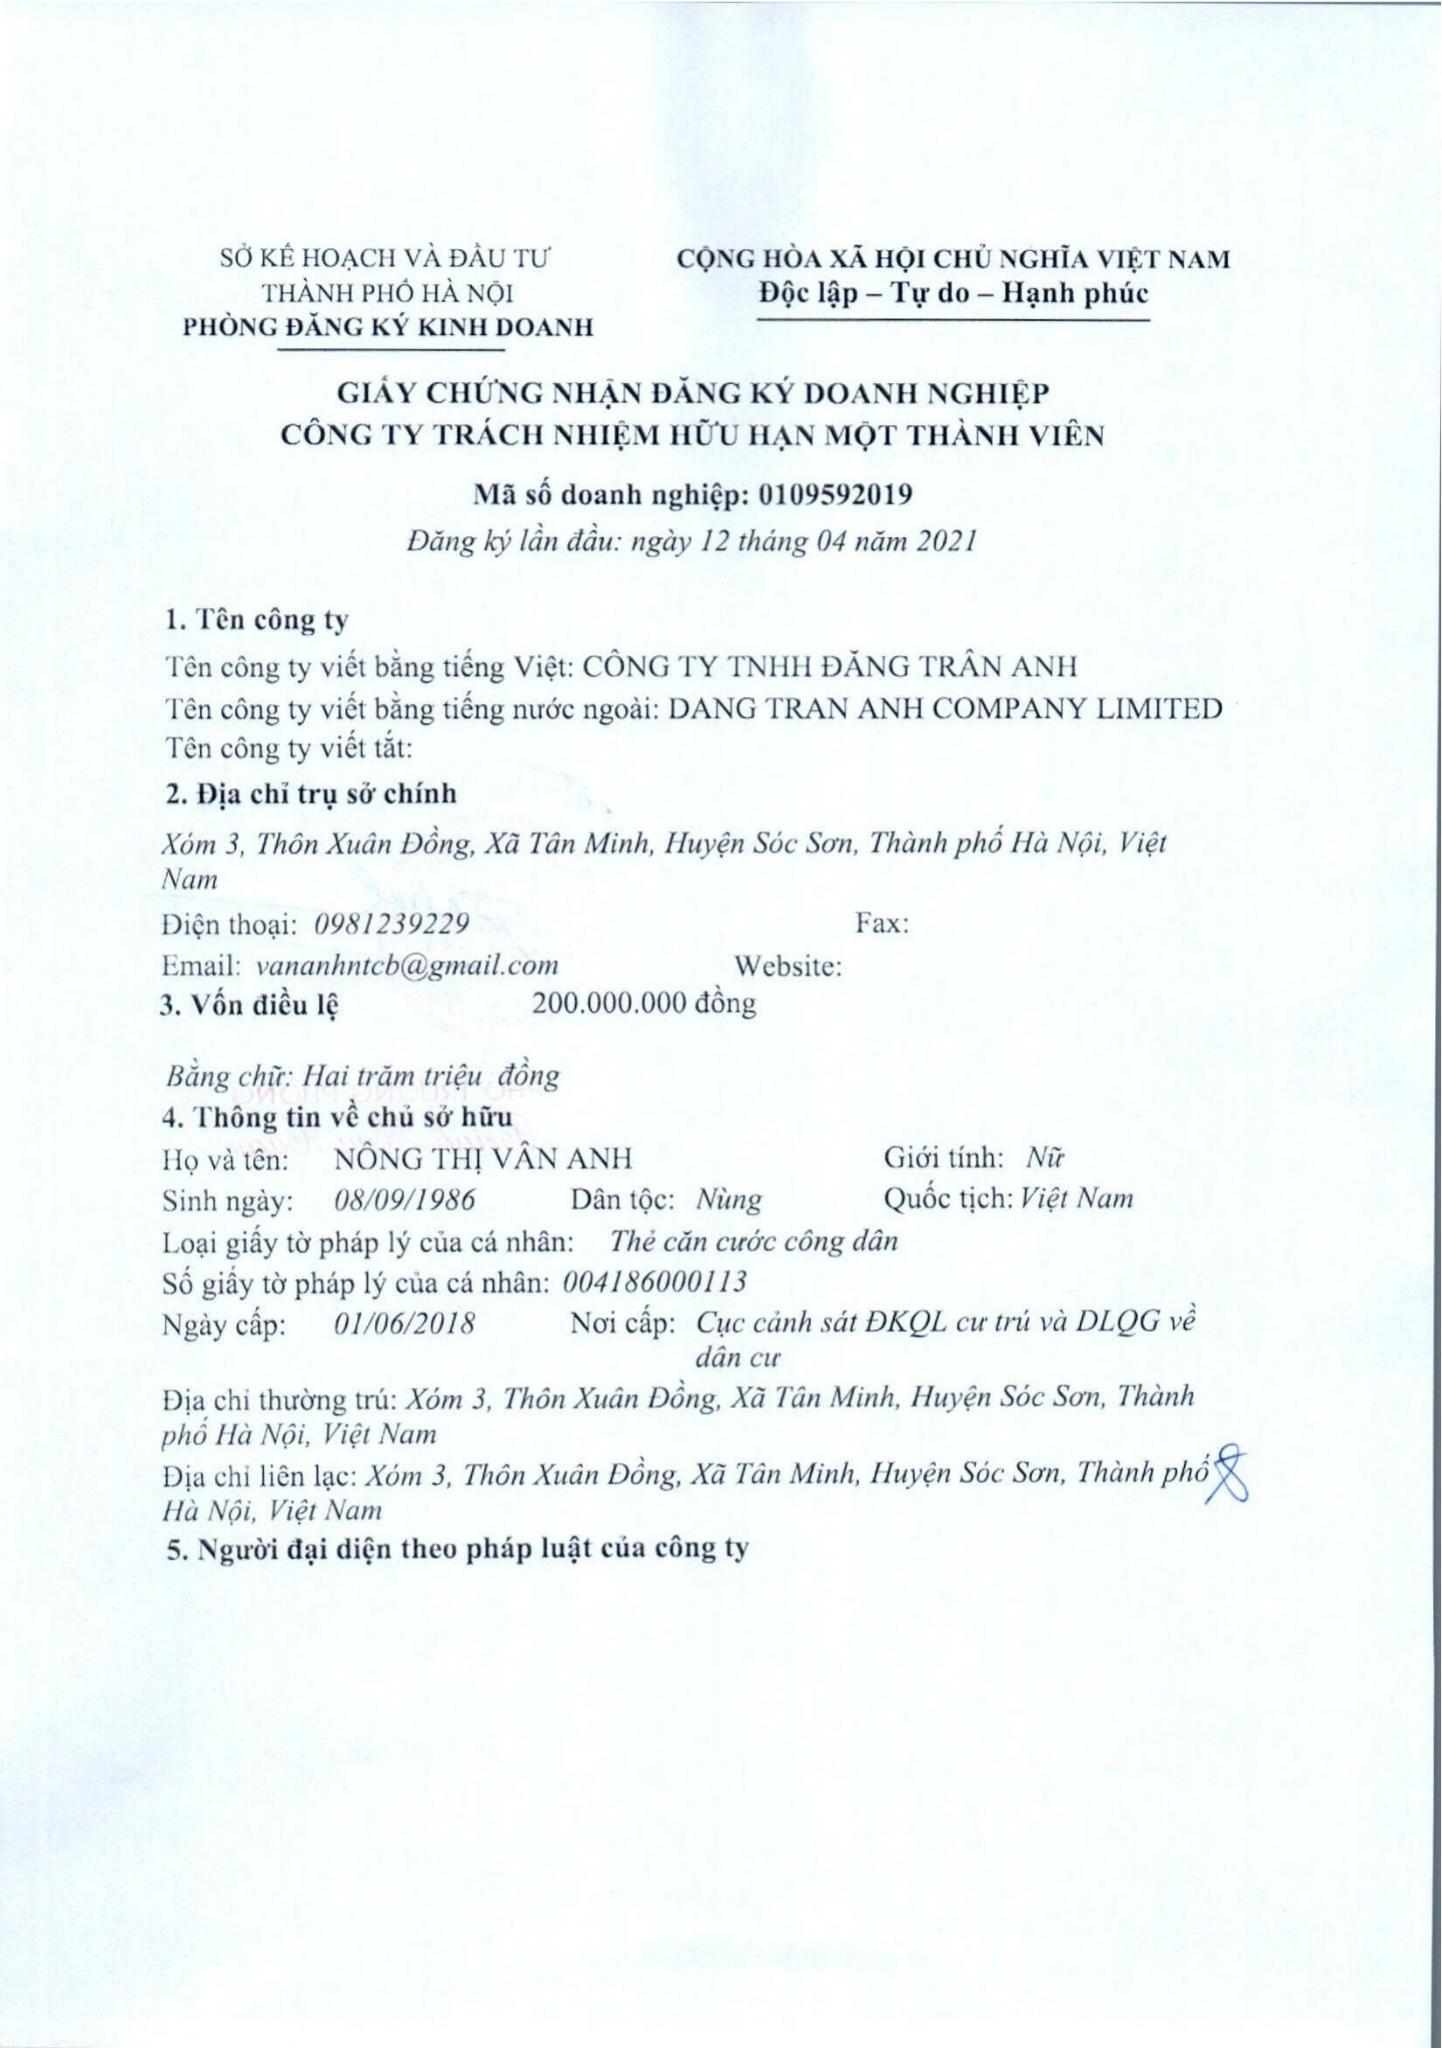 SỞ KẾ HOẠCH VÀ ĐẦU TƯ
THÀNH PHỐ HÀ NỘI
PHÒNG ĐĂNG KÝ KINH DOANH
CỘNG HÒA XÃ HỘI CHỦ NGHĨA VIỆT NAM
Độc lập – Tự do – Hạnh phúc
GIẤY CHỨNG NHẬN ĐĂNG KÝ DOANH NGHIỆP
CÔNG TY TRÁCH NHIỆM HỮU HẠN MỘT THÀNH VIÊN
Mã số doanh nghiệp: 0109592019
Đăng ký lần đầu: ngày 12 tháng 04 năm 2021
1. Tên công ty
Tên công ty viết bằng tiếng Việt: CÔNG TY TNHH ĐĂNG TRÂN ANH
Tên công ty viết bằng tiếng nước ngoài: DANG TRAN ANH COMPANY LIMITED
Tên công ty viết tắt:
2. Địa chỉ trụ sở chính
Xóm 3, Thôn Xuân Đồng, Xã Tân Minh, Huyện Sóc Sơn, Thành phố Hà Nội, Việt
Nam
Điện thoại: 0981239229 Fax:
Email: vananhntcb@gmail.com Website:
3. Vốn điều lệ 200.000.000 đồng
Bằng chữ: Hai trăm triệu đồng
4. Thông tin về chủ sở hữu
Họ và tên: NÔNG THỊ VÂN ANH Giới tính: Nữ
Sinh ngày: 08/09/1986 Dân tộc: Nùng Quốc tịch: Việt Nam
Loại giấy tờ pháp lý của cá nhân: Thẻ căn cước công dân
Số giấy tờ pháp lý của cá nhân: 004186000113
Ngày cấp: 01/06/2018 Nơi cấp: Cục cảnh sát ĐKQL cư trú và DLQG về
dân cư
Địa chỉ thường trú: Xóm 3, Thôn Xuân Đồng, Xã Tân Minh, Huyện Sóc Sơn, Thành
phố Hà Nội, Việt Nam
Địa chỉ liên lạc: Xóm 3, Thôn Xuân Đồng, Xã Tân Minh, Huyện Sóc Sơn, Thành phố
Hà Nội, Việt Nam
5. Người đại diện theo pháp luật của công ty